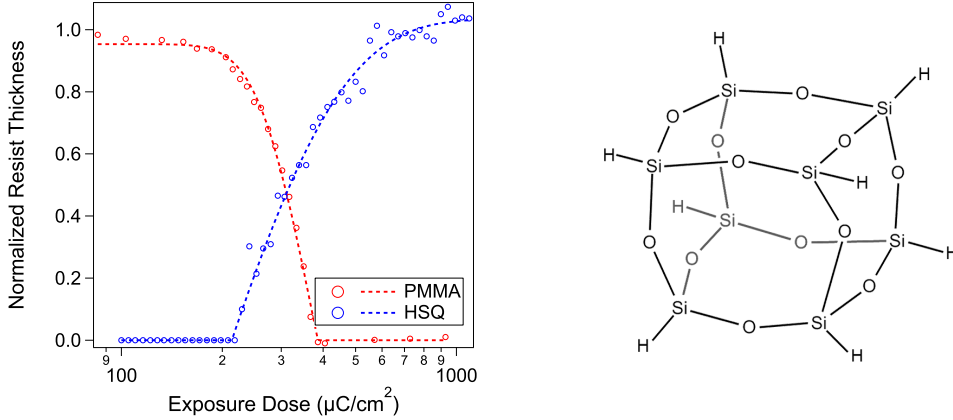 Normalized Resist Thickness
1.0
0.8
0.6
0.4
0.2
0.0
PMMA
HSQ
9 2 3 4 5 6 7 8 9
100 1000
Exposure Dose (µC/cm²)
H
H
Si O Si
O O O
H Si O Si H O
H Si
O O O Si H
O O
Si O Si
H H